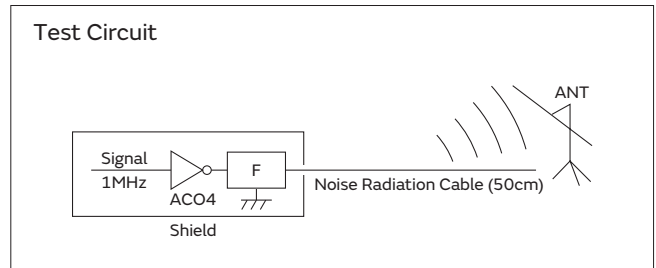 Test Circuit
ANT
Signal
1MHz
F
ACO4
Noise Radiation Cable (50cm)
Shield